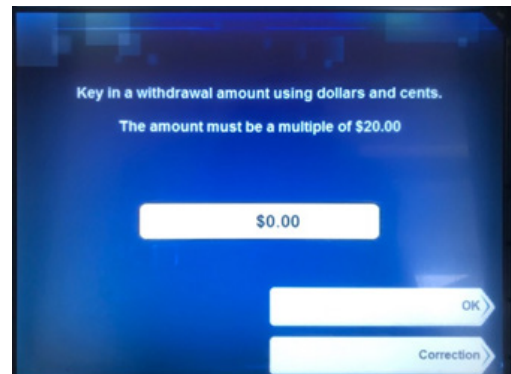 Key in a withdrawal amount using dollars and cents.
The amount must be a multiple of $20.00
$0.00
OK
Correction